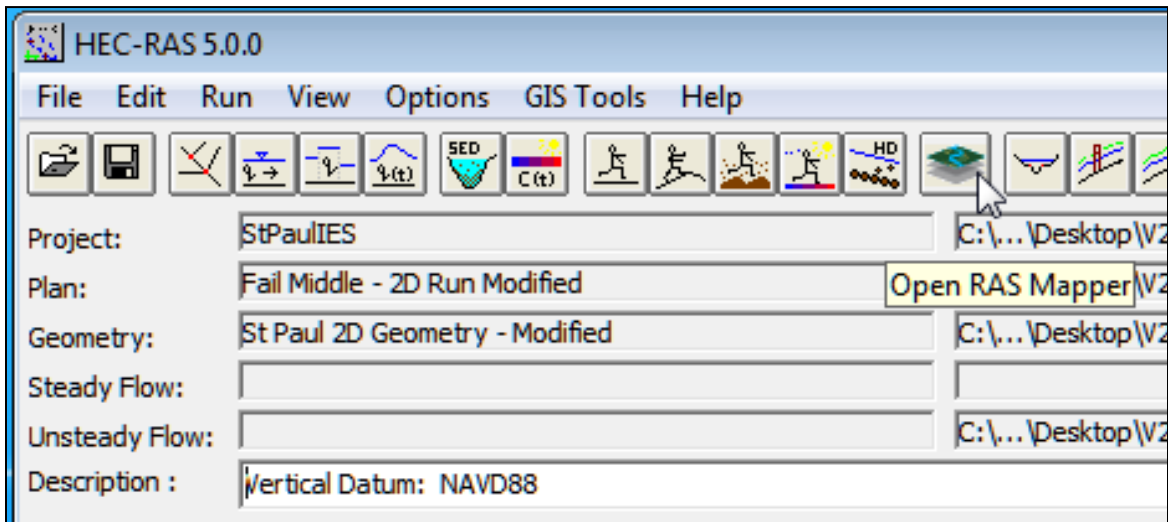 HEC-RAS 5.0.0
File Edit Run View Options GIS Tools Help
SED HD
C(t)
Project: StPaulIES C:\...\Desktop\V2
Plan: Fail Middle - 2D Run Modified Open RAS Mapper \V2
Geometry: St Paul 2D Geometry - Modified C:\...\Desktop\V2
Steady Flow:
Unsteady Flow: C:\...\Desktop\V2
Description : Vertical Datum: NAVD88